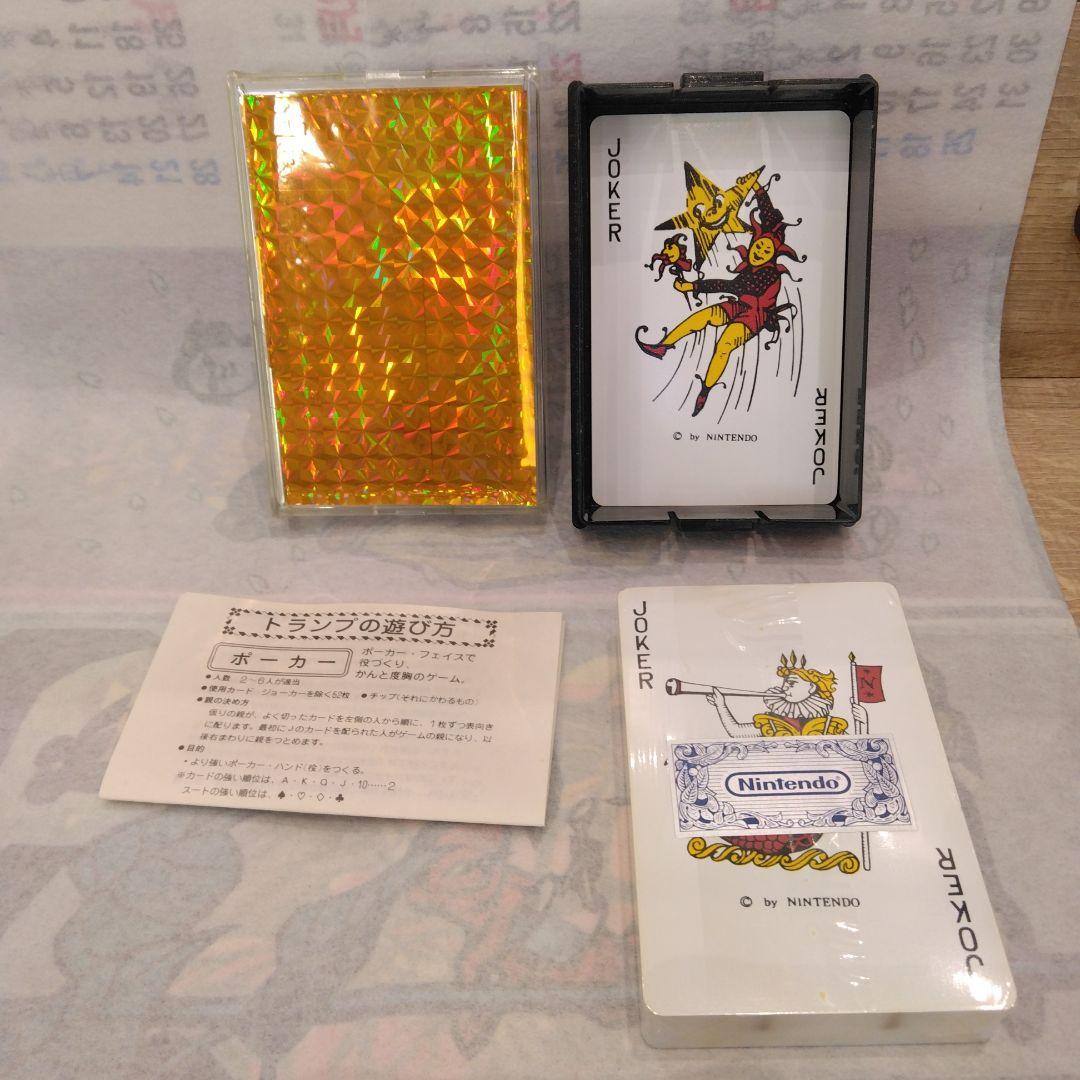 JOKER
© by NINTENDO
JOKER
トランプの遊び方
ポーカー
ポーカー・フェイスで
役づくり、
かんと度胸のゲーム。
●人数 2〜6人が適当
●使用カード ジョーカーを除く52枚 ●チップ(それにかわるもの)
●親の決め方
仮りの親が、よく切ったカードを左側の人から順に、1枚ずつ表向き
に配ります。最初にJのカードを配られた人がゲームの親になり、以
後右まわりに親をつとめます。
●目的
・より強いポーカー・ハンド(役)をつくる。
※カードの強い順位は、A・K・Q・J・10……2
スートの強い順位は、♠・♡・◇・♣
JOKER
N
Nintendo
© by NINTENDO
JOKER